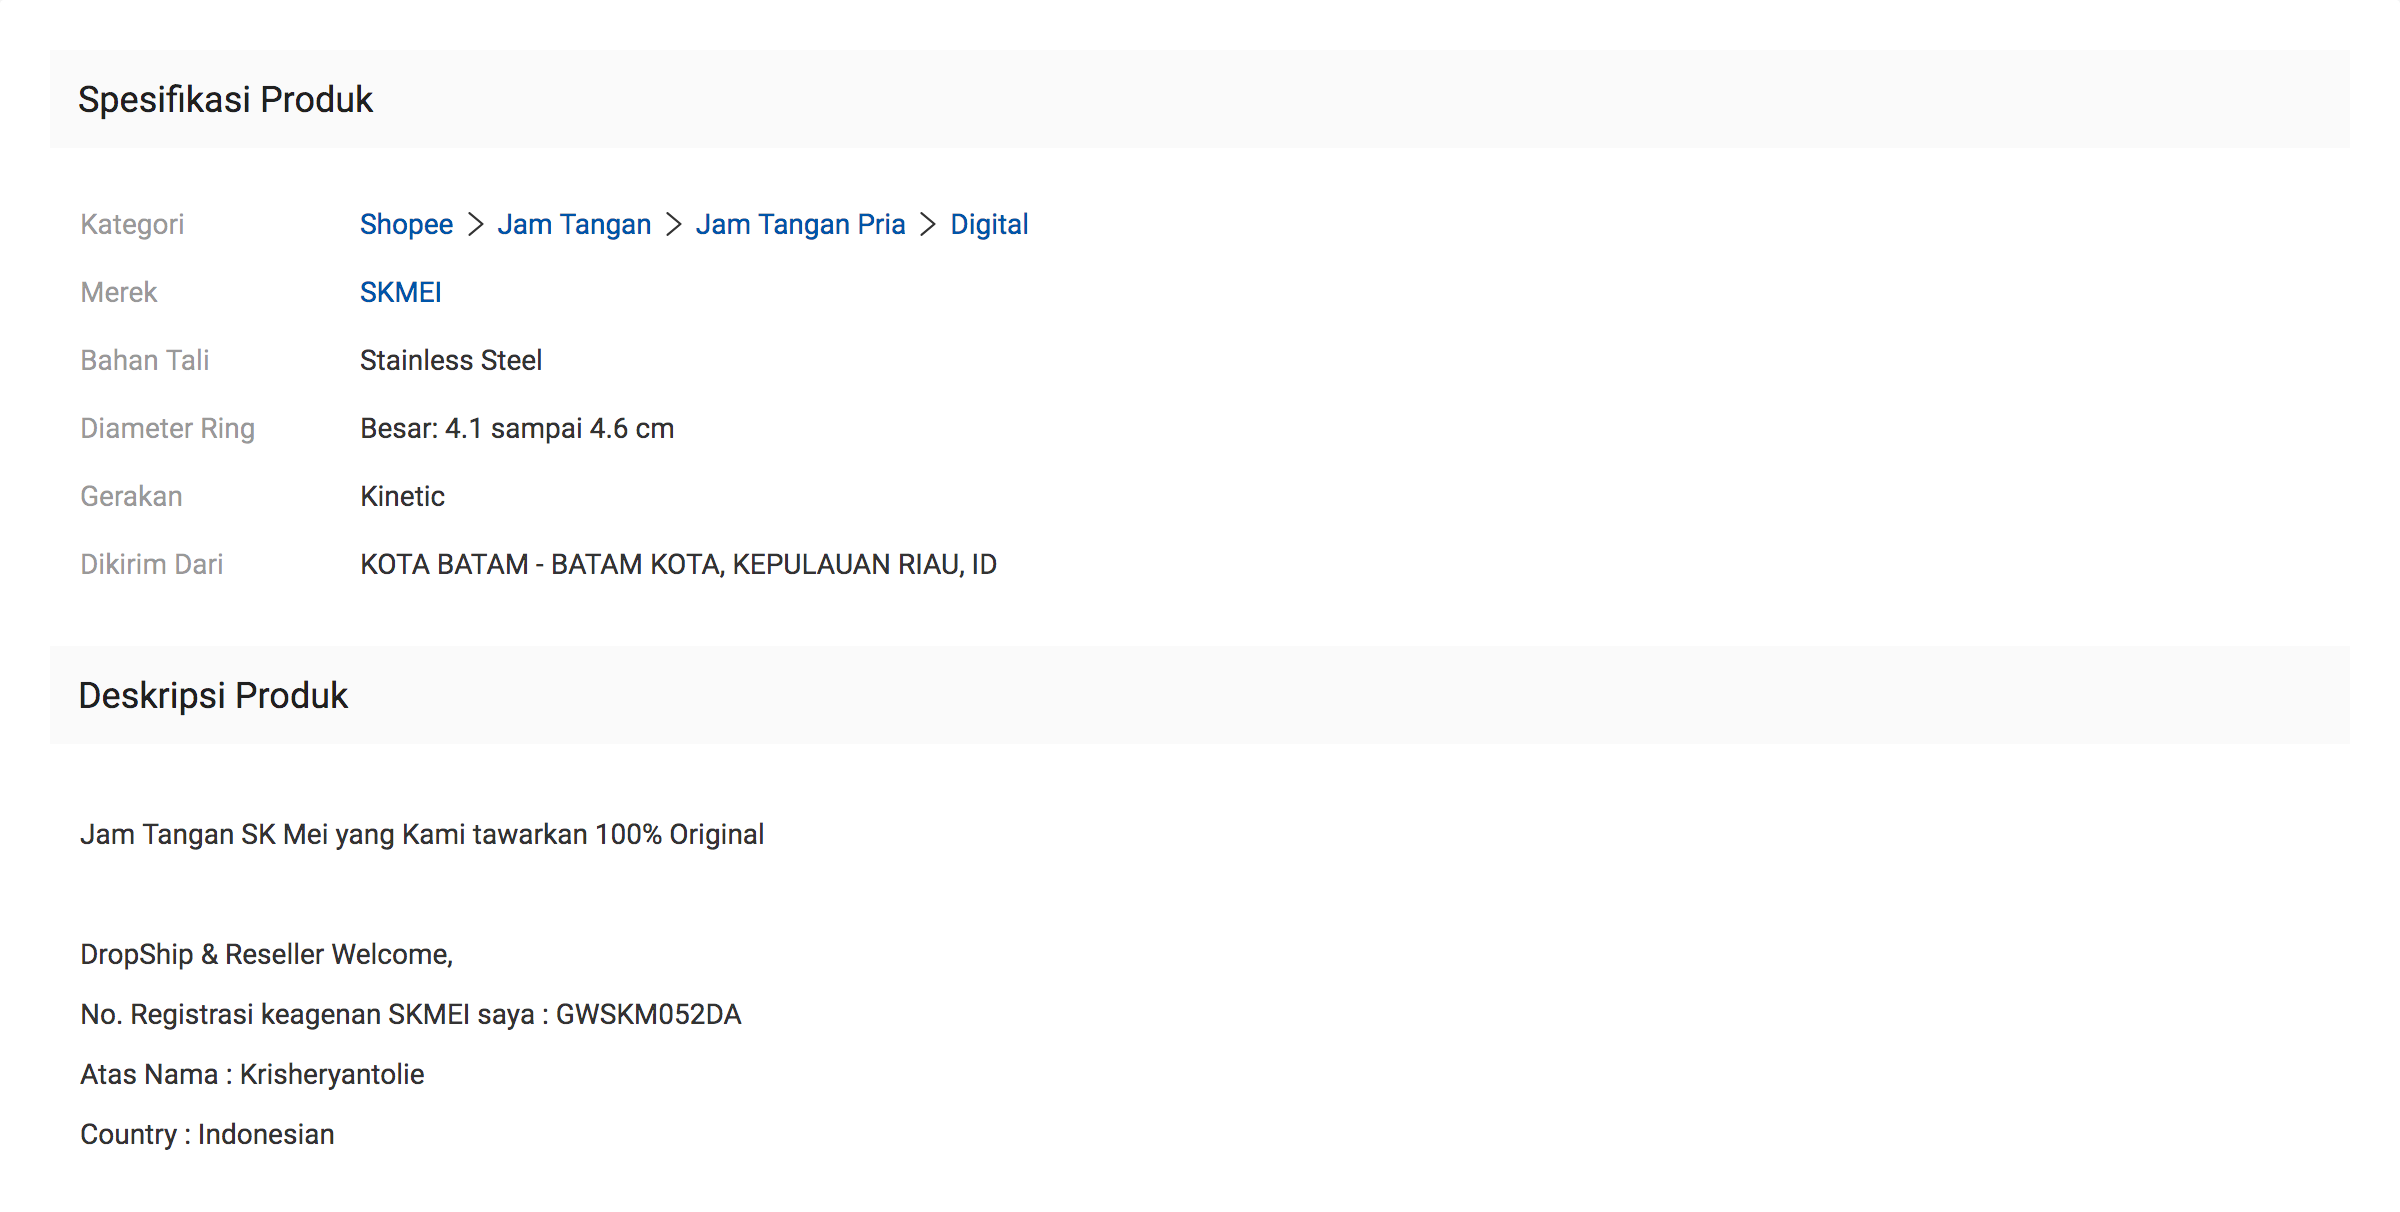 Spesifikasi Produk
Kategori Shopee > Jam Tangan > Jam Tangan Pria > Digital
Merek SKMEI
Bahan Tali Stainless Steel
Diameter Ring Besar: 4.1 sampai 4.6 cm
Gerakan Kinetic
Dikirim Dari KOTA BATAM - BATAM KOTA, KEPULAUAN RIAU, ID
Deskripsi Produk
Jam Tangan SK Mei yang Kami tawarkan 100% Original
DropShip & Reseller Welcome,
No. Registrasi keagenan SKMEI saya : GWSKM052DA
Atas Nama : Krisheryantolie
Country : Indonesian